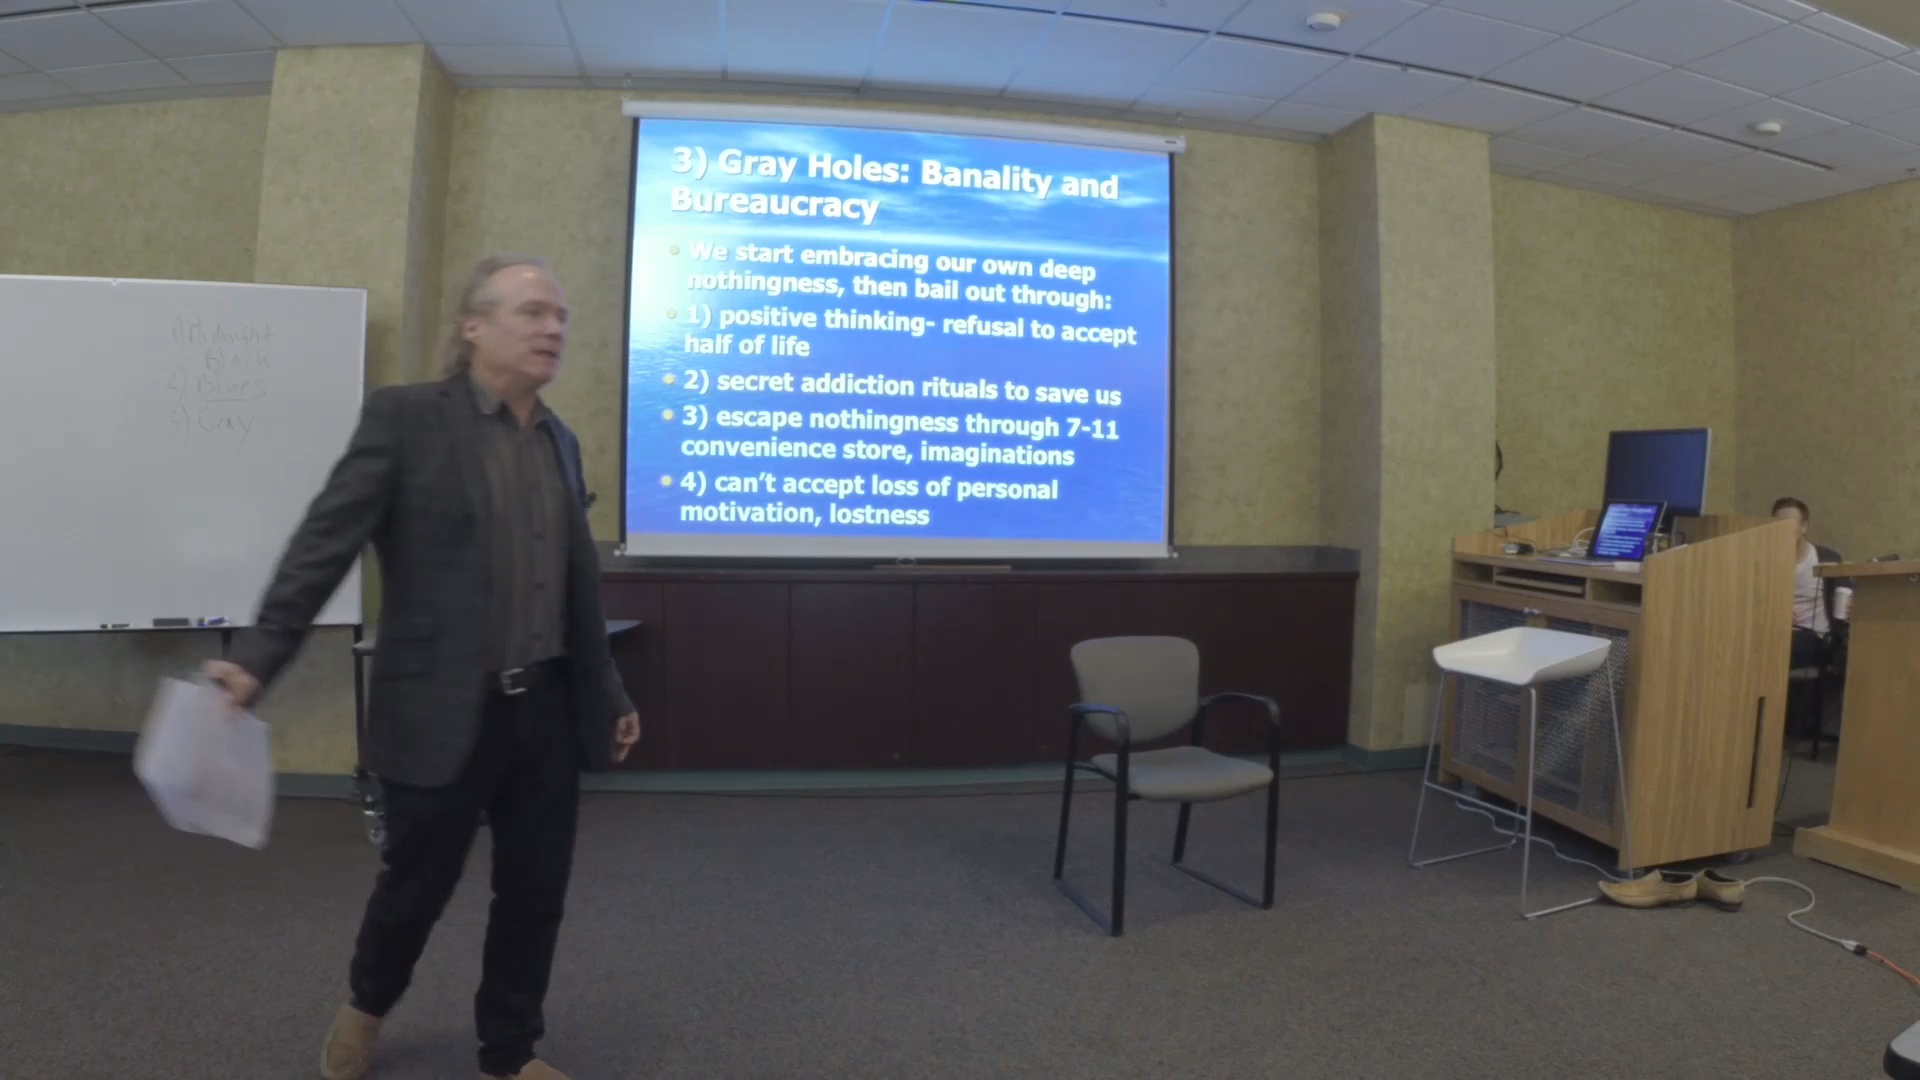 3) Gray Holes: Banality and
Bureaucracy
We start embracing our own deep
nothingness, then bail out through:
1) positive thinking- refusal to accept
half of life
2) secret addiction rituals to save us
3) escape nothingness through 7-11
convenience store, imaginations
4) can't accept loss of personal
motivation, lostness
1) Midnight
Black
2) Blues
3) Gray